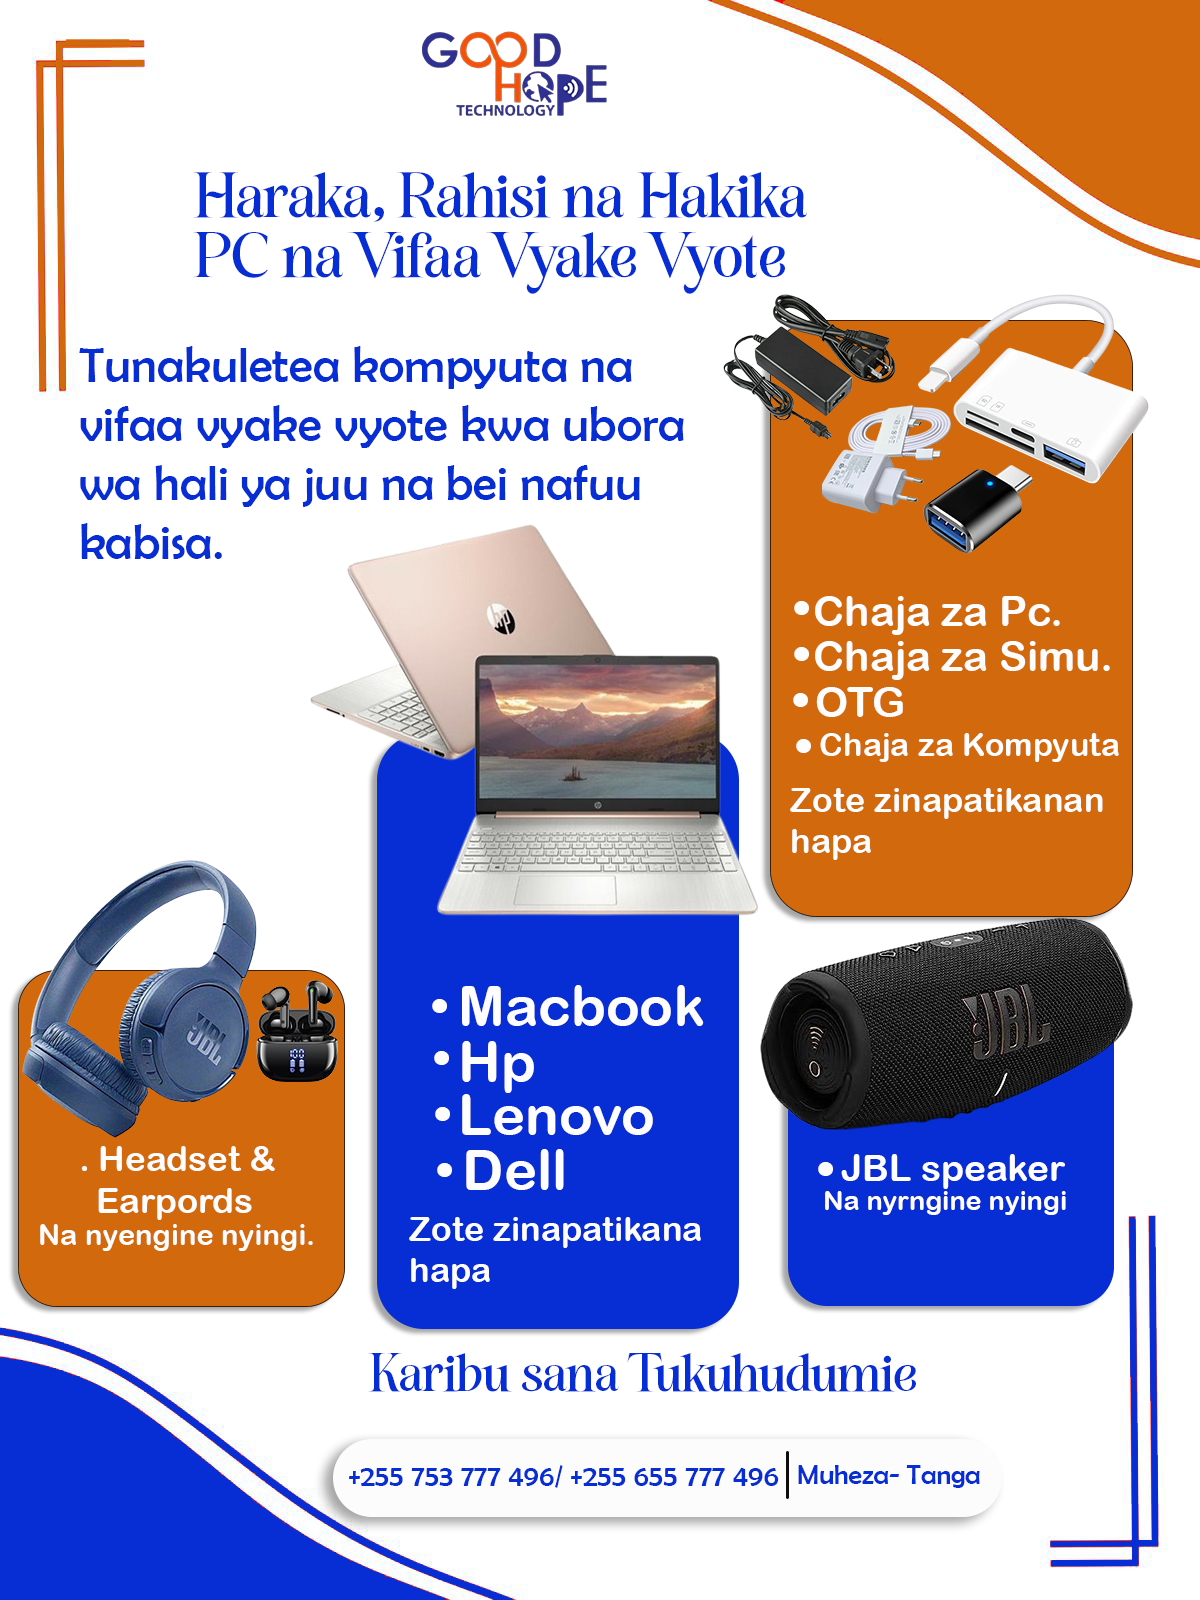 GOOD
HOPE
TECHNOLOGY
Haraka, Rahisi na Hakika
PC na Vifaa Vyake Vyote
Tunakuletea kompyuta na
vifaa vyake vyote kwa ubora
wa hali ya juu na bei nafuu
kabisa.
•Chaja za Pc.
•Chaja za Simu.
•OTG
• Chaja za Kompyuta
Zote zinapatikanan
hapa
hp
JBL
. Headset &
Earpords
Na nyengine nyingi.
• Macbook
•Hp
•Lenovo
• Dell
Zote zinapatikana
hapa
JBL
•JBL speaker
Na nyrngine nyingi
Karibu sana Tukuhudumie
+255 753 777 496/ +255 655 777 496 | Muheza- Tanga